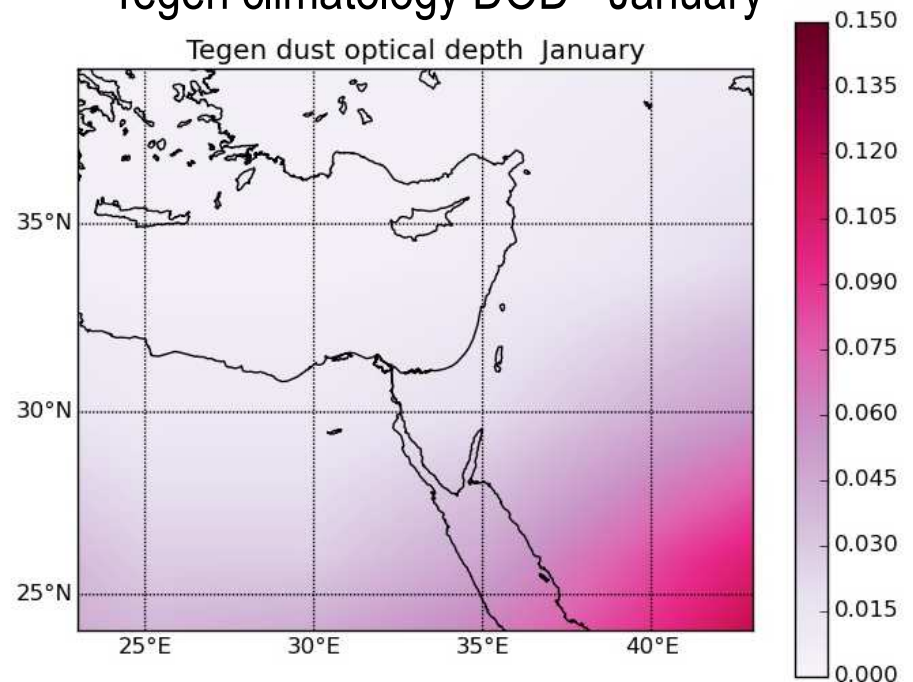 Tegen climatology DOD - January
Tegen dust optical depth  January
0.150
0.135
0.120
0.105
0.090
0.075
0.060
0.045
0.030
0.015
0.000
35°N
30°N
25°N
25°E
30°E
35°E
40°E